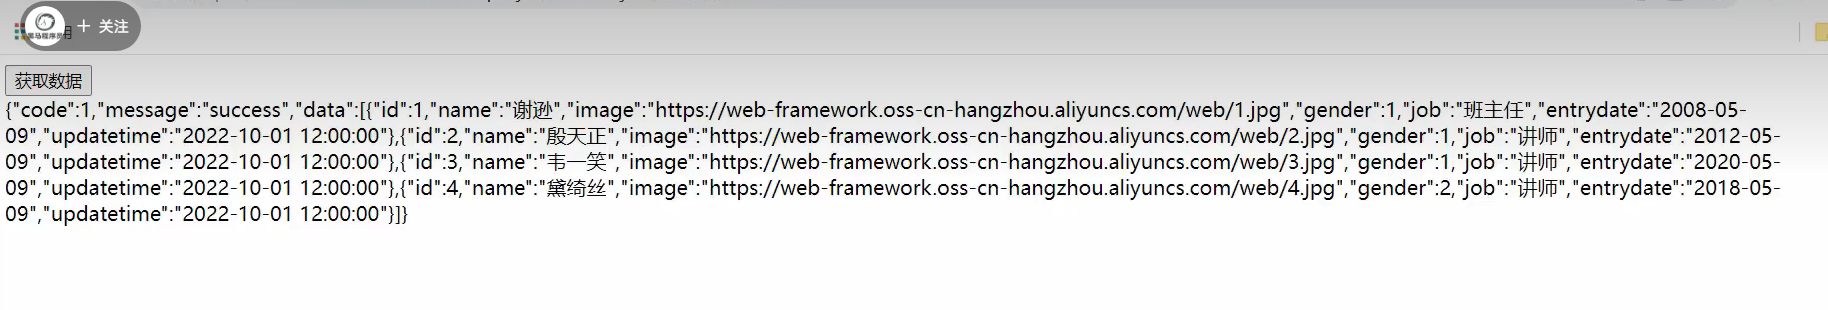 黑马程序员
+ 关注
获取数据
{"code":1,"message":"success","data":[{"id":1,"name":"谢逊","image":"https://web-framework.oss-cn-hangzhou.aliyuncs.com/web/1.jpg","gender":1,"job":"班主任","entrydate":"2008-05-
09","updatetime":"2022-10-01 12:00:00"},{"id":2,"name":"殷天正","image":"https://web-framework.oss-cn-hangzhou.aliyuncs.com/web/2.jpg","gender":1,"job":"讲师","entrydate":"2012-05-
09","updatetime":"2022-10-01 12:00:00"},{"id":3,"name":"韦一笑","image":"https://web-framework.oss-cn-hangzhou.aliyuncs.com/web/3.jpg","gender":1,"job":"讲师","entrydate":"2020-05-
09","updatetime":"2022-10-01 12:00:00"},{"id":4,"name":"黛绮丝","image":"https://web-framework.oss-cn-hangzhou.aliyuncs.com/web/4.jpg","gender":2,"job":"讲师","entrydate":"2018-05-
09","updatetime":"2022-10-01 12:00:00"}]}